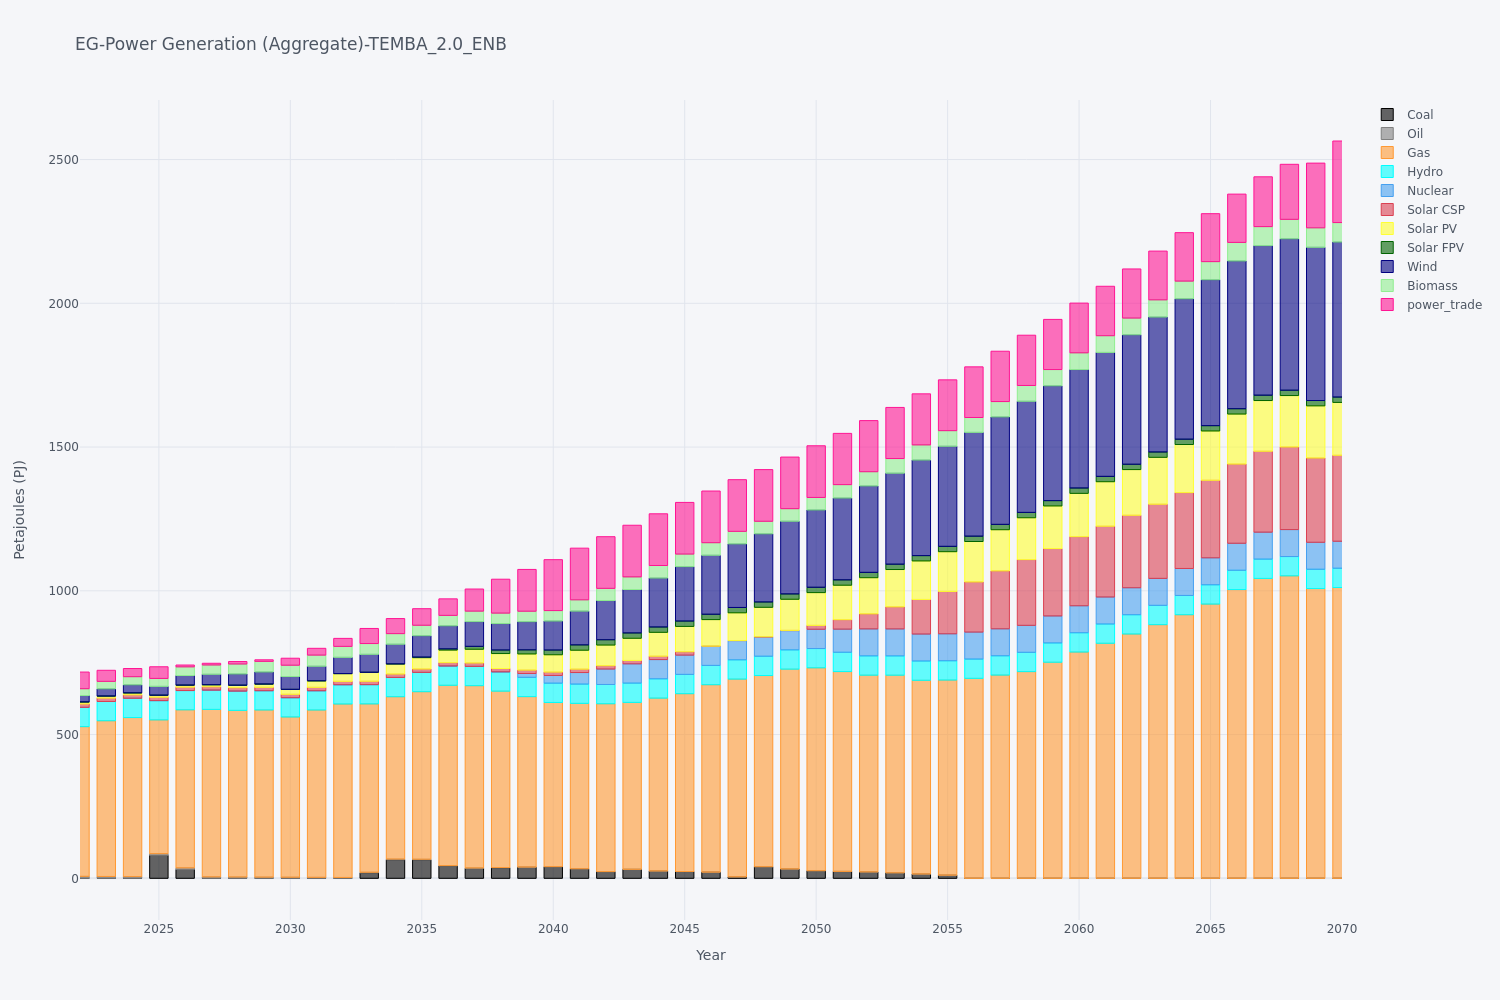 EG-Power Generation (Aggregate)-TEMBA_2.0_ENB
Petajoules (PJ)
2500
2000
1500
1000
500
0
2025
2030
2035
2040
2045
2050
2055
2060
2065
2070
Year
Coal
Oil
Gas
Hydro
Nuclear
Solar CSP
Solar PV
Solar FPV
Wind
Biomass
power_trade